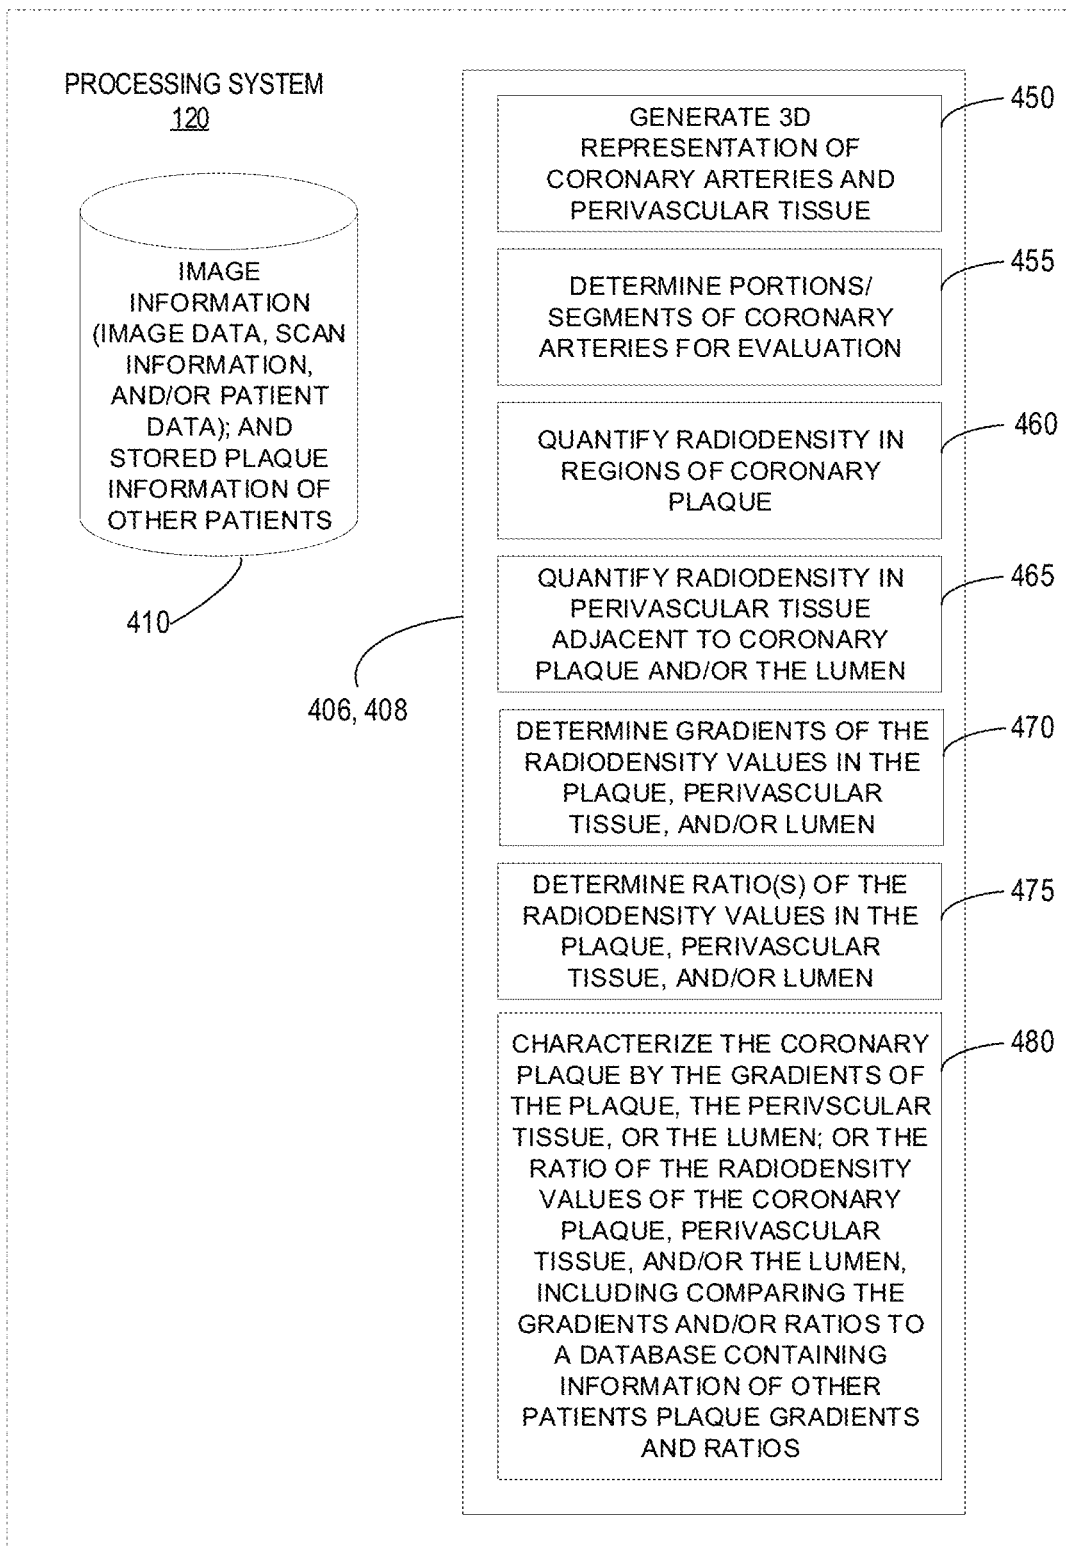 PROCESSING SYSTEM
120
IMAGE
INFORMATION
(IMAGE DATA, SCAN
INFORMATION,
AND/OR PATIENT
DATA); AND
STORED PLAQUE
INFORMATION OF
OTHER PATIENTS
410
406, 408
GENERATE 3D
REPRESENTATION OF
CORONARY ARTERIES AND
PERIVASCULAR TISSUE
450
DETERMINE PORTIONS/
SEGMENTS OF CORONARY
ARTERIES FOR EVALUATION
455
QUANTIFY RADIODENSITY IN
REGIONS OF CORONARY
PLAQUE
460
QUANTIFY RADIODENSITY IN
PERIVASCULAR TISSUE
ADJACENT TO CORONARY
PLAQUE AND/OR THE LUMEN
465
DETERMINE GRADIENTS OF THE
RADIODENSITY VALUES IN THE
PLAQUE, PERIVASCULAR
TISSUE, AND/OR LUMEN
470
DETERMINE RATIO(S) OF THE
RADIODENSITY VALUES IN THE
PLAQUE, PERIVASCULAR
TISSUE, AND/OR LUMEN
475
CHARACTERIZE THE CORONARY
PLAQUE BY THE GRADIENTS OF
THE PLAQUE, THE PERIVSCULAR
TISSUE, OR THE LUMEN; OR THE
RATIO OF THE RADIODENSITY
VALUES OF THE CORONARY
PLAQUE, PERIVASCULAR
TISSUE, AND/OR THE LUMEN,
INCLUDING COMPARING THE
GRADIENTS AND/OR RATIOS TO
A DATABASE CONTAINING
INFORMATION OF OTHER
PATIENTS PLAQUE GRADIENTS
AND RATIOS
480